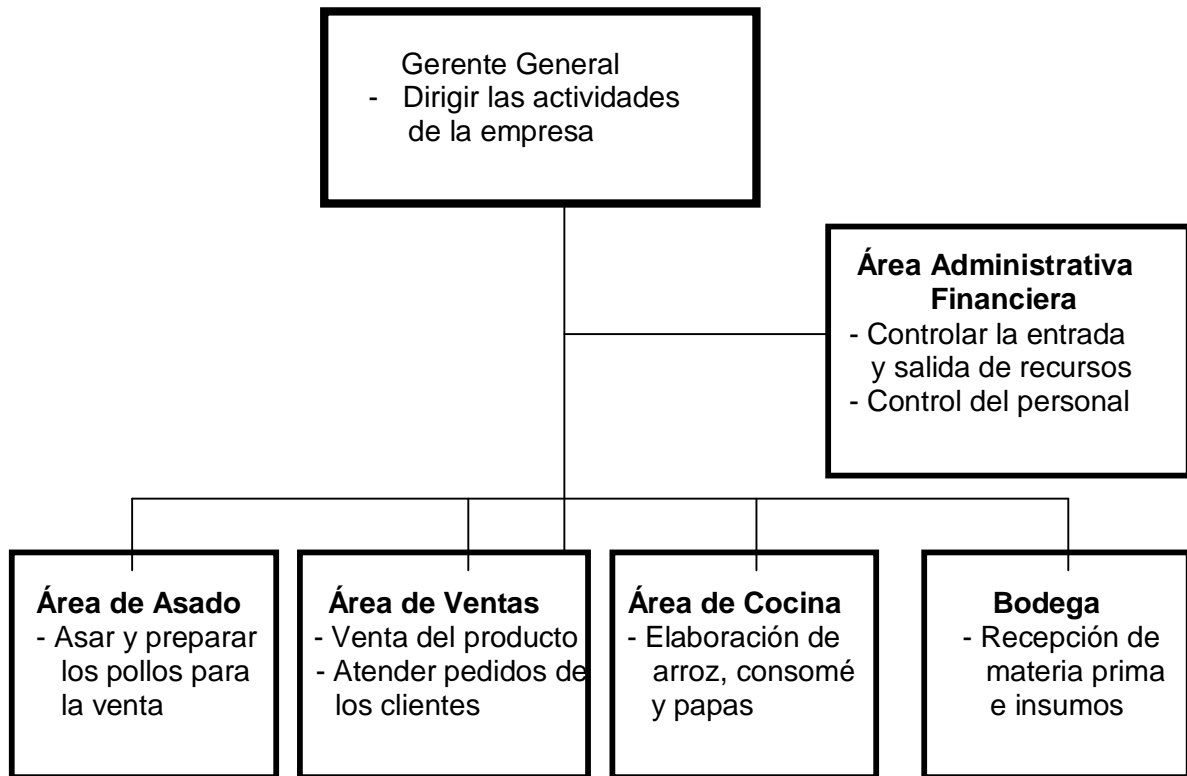 Gerente General
- Dirigir las actividades
de la empresa
Área Administrativa
Financiera
- Controlar la entrada
y salida de recursos
- Control del personal
Área de Asado
- Asar y preparar
los pollos para
la venta
Área de Ventas
- Venta del producto
- Atender pedidos de
los clientes
Área de Cocina
- Elaboración de
arroz, consomé
y papas
Bodega
- Recepción de
materia prima
e insumos